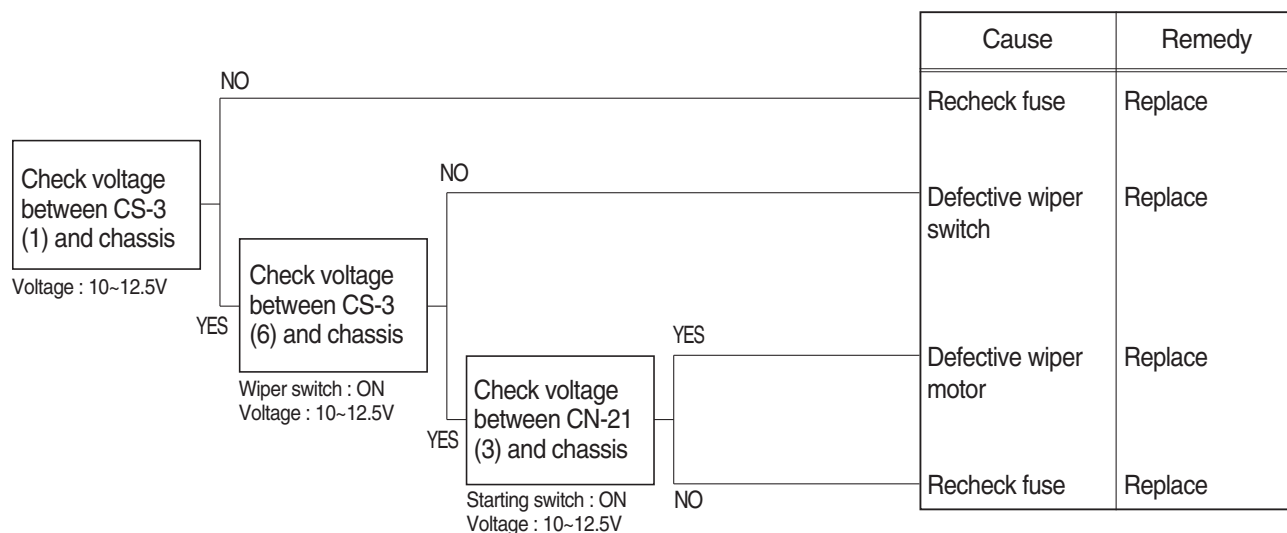 Cause
Remedy
NO
Recheck fuse
Replace
Check voltage
between CS-3
(1) and chassis
Voltage : 10~12.5V
NO
Defective wiper
switch
Replace
YES
Check voltage
between CS-3
(6) and chassis
Wiper switch : ON
Voltage : 10~12.5V
YES
Defective wiper
motor
Replace
YES
Check voltage
between CN-21
(3) and chassis
Starting switch : ON
Voltage : 10~12.5V
NO
Recheck fuse
Replace